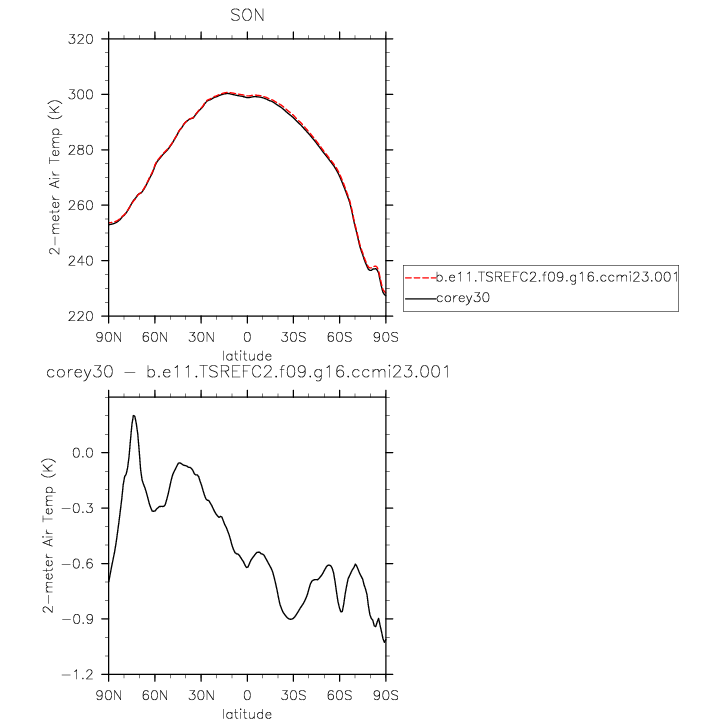 SON
320
300
280
260
240
220
2-meter Air Temp (K)
90N 60N 30N 0 30S 60S 90S
latitude
b.e11.TSREFC2.f09.g16.ccmi23.001
corey30
corey30 - b.e11.TSREFC2.f09.g16.ccmi23.001
0.0
-0.3
-0.6
-0.9
-1.2
2-meter Air Temp (K)
90N 60N 30N 0 30S 60S 90S
latitude